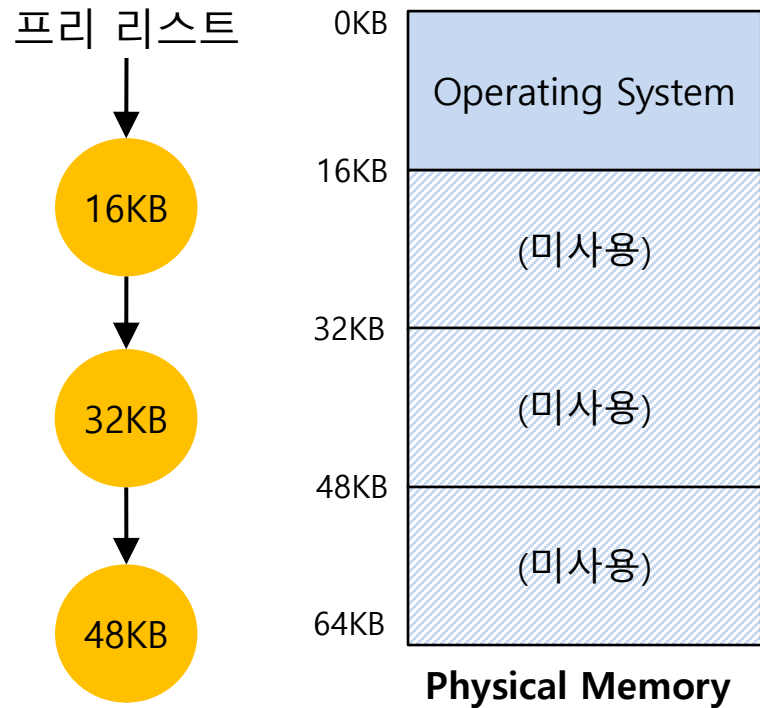 프리 리스트
16KB
32KB
48KB
0KB
Operating System
16KB
(미사용)
32KB
(미사용)
48KB
(미사용)
64KB
Physical Memory